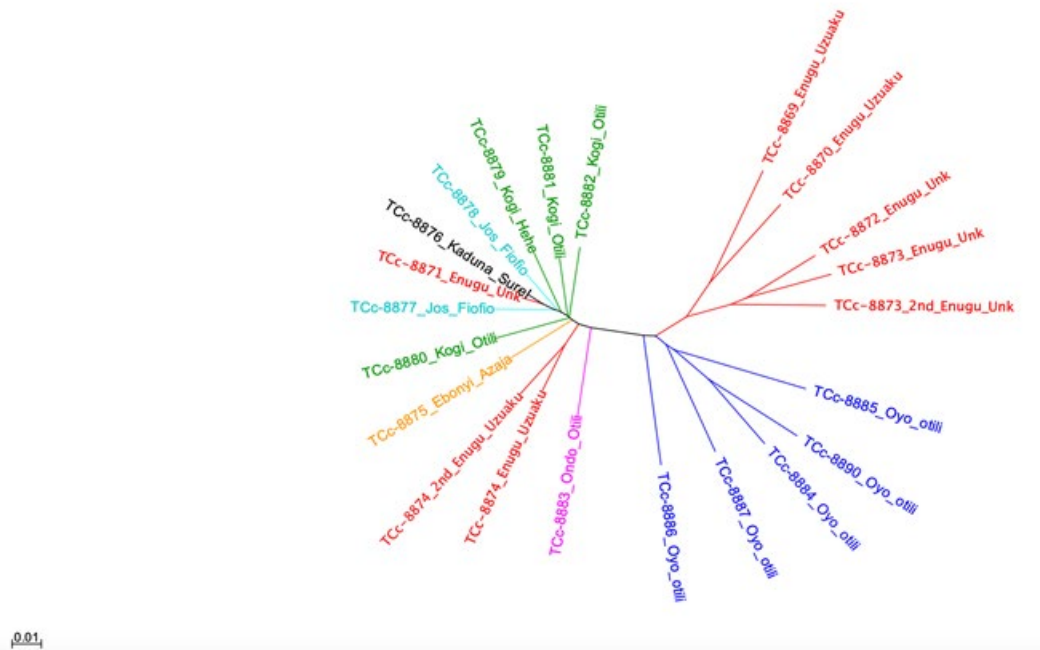 TCc-8869_Enugu_Uzuaku
TCc-8870_Enugu_Uzuaku
TCc-8872_Enugu_Unk
TCc-8873_Enugu_Unk
TCc-8873_2nd_Enugu_Unk
TCc-8885_Oyo_otili
TCc-8890_Oyo_otili
TCc-8884_Oyo_otili
TCc-8887_Oyo_otili
TCc-8886_Oyo_otili
TCc-8883_Ondo_Otili
TCc-8874_Enugu_Uzuaku
TCc-8874_2nd_Enugu_Uzuaku
TCc-8875_Ebonyi_Azaja
TCc-8880_Kogi_Otili
TCc-8877_Jos_Fiofio
TCc-8871_Enugu_Unk
TCc-8876_Kaduna_Surel
TCc-8878_Jos_Fiofio
TCc-8879_Kogi_Hehe
TCc-8881_Kogi_Otili
TCc-8882_Kogi_Otili
0.01